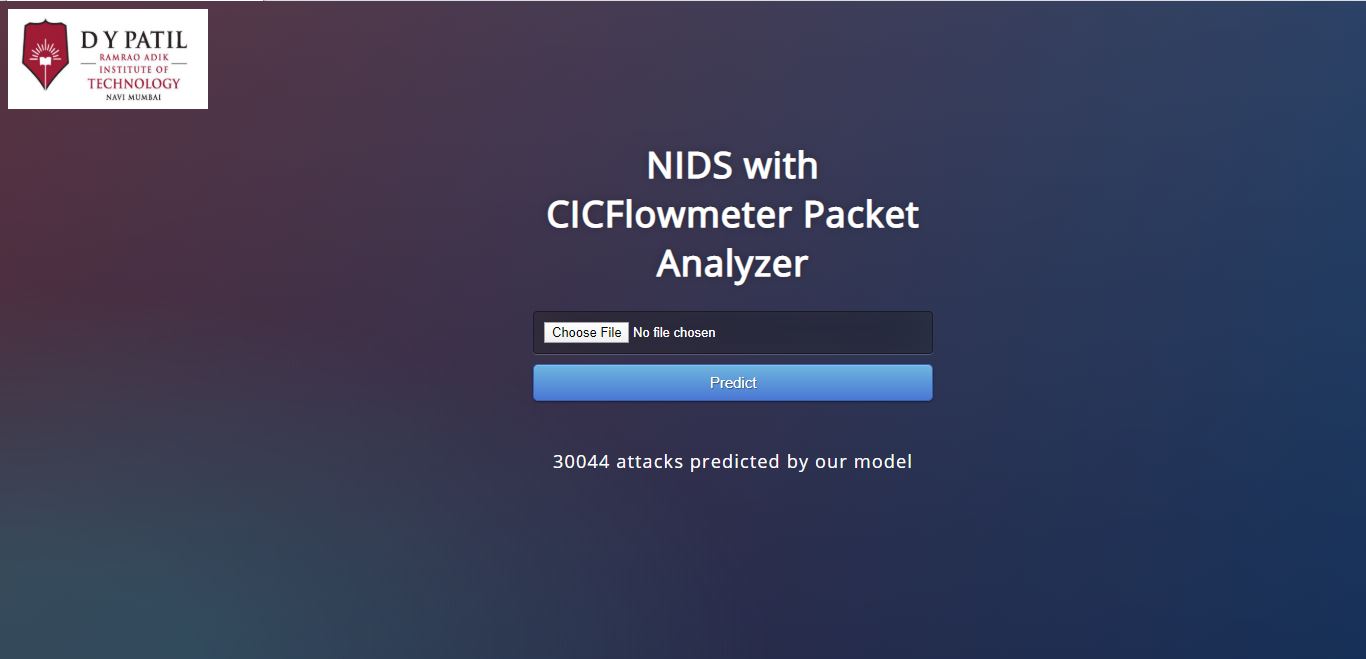 D Y PATIL
RAMRAO ADIK
INSTITUTE OF
TECHNOLOGY
NAVI MUMBAI
NIDS with
CICFlowmeter Packet
Analyzer
Choose File No file chosen
Predict
30044 attacks predicted by our model